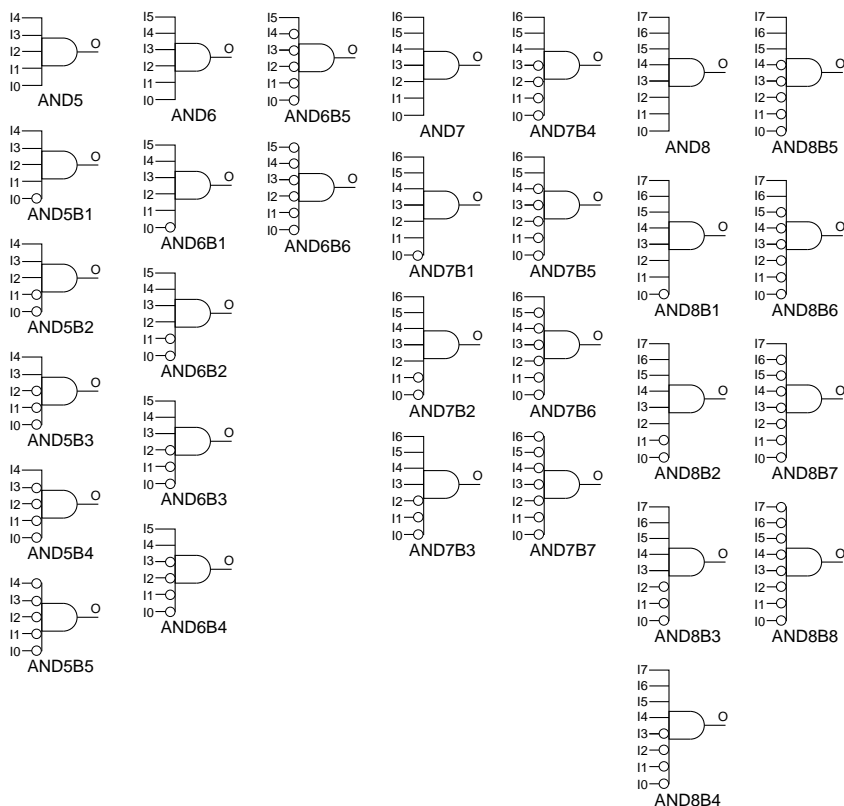 I4
I3
I2
I1
I0
O
AND5
I4
I3
I2
I1
I0
O
AND5B1
I4
I3
I2
I1
I0
O
AND5B2
I4
I3
I2
I1
I0
O
AND5B3
I4
I3
I2
I1
I0
O
AND5B4
I4
I3
I2
I1
I0
O
AND5B5
I5
I4
I3
I2
I1
I0
O
AND6
I5
I4
I3
I2
I1
I0
O
AND6B1
I5
I4
I3
I2
I1
I0
O
AND6B2
I5
I4
I3
I2
I1
I0
O
AND6B3
I5
I4
I3
I2
I1
I0
O
AND6B4
I5
I4
I3
I2
I1
I0
O
AND6B5
I5
I4
I3
I2
I1
I0
O
AND6B6
I6
I5
I4
I3
I2
I1
I0
O
AND7
I6
I5
I4
I3
I2
I1
I0
O
AND7B1
I6
I5
I4
I3
I2
I1
I0
O
AND7B2
I6
I5
I4
I3
I2
I1
I0
O
AND7B3
I6
I5
I4
I3
I2
I1
I0
O
AND7B4
I6
I5
I4
I3
I2
I1
I0
O
AND7B5
I6
I5
I4
I3
I2
I1
I0
O
AND7B6
I6
I5
I4
I3
I2
I1
I0
O
AND7B7
I7
I6
I5
I4
I3
I2
I1
I0
O
AND8
I7
I6
I5
I4
I3
I2
I1
I0
O
AND8B1
I7
I6
I5
I4
I3
I2
I1
I0
O
AND8B2
I7
I6
I5
I4
I3
I2
I1
I0
O
AND8B3
I7
I6
I5
I4
I3
I2
I1
I0
O
AND8B4
I7
I6
I5
I4
I3
I2
I1
I0
O
AND8B5
I7
I6
I5
I4
I3
I2
I1
I0
O
AND8B6
I7
I6
I5
I4
I3
I2
I1
I0
O
AND8B7
I7
I6
I5
I4
I3
I2
I1
I0
O
AND8B8